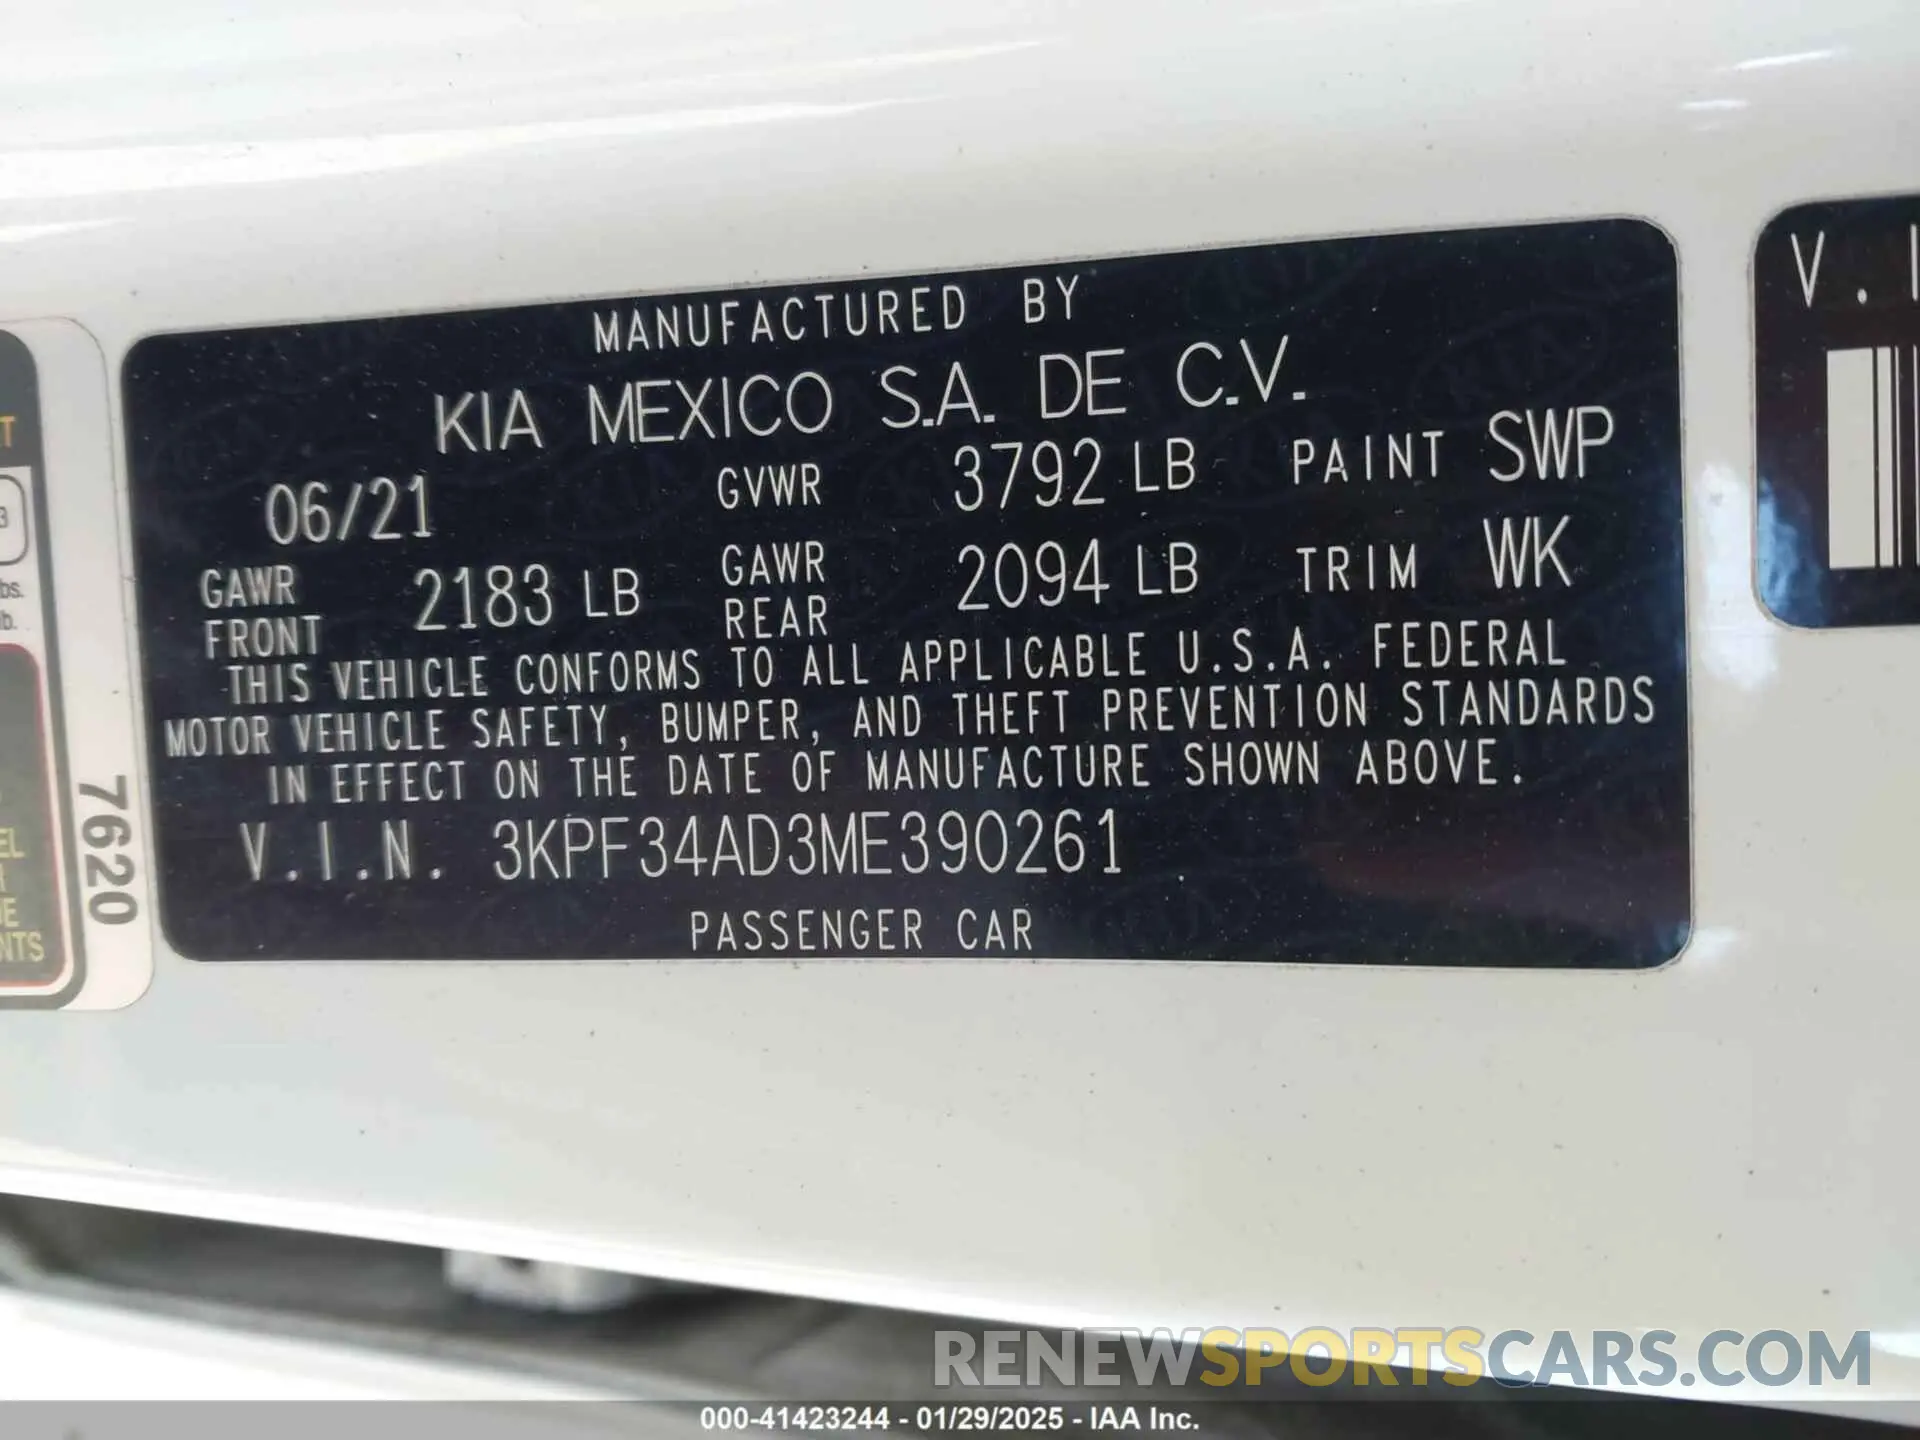 MANUFACTURED BY
KIA MEXICO S.A. DE C.V.
06/21 GVWR 3792 LB PAINT SWP
GAWR FRONT 2183 LB GAWR REAR 2094 LB TRIM WK
THIS VEHICLE CONFORMS TO ALL APPLICABLE U.S.A. FEDERAL
MOTOR VEHICLE SAFETY, BUMPER, AND THEFT PREVENTION STANDARDS
IN EFFECT ON THE DATE OF MANUFACTURE SHOWN ABOVE.
V.I.N. 3KPF34AD3ME390261
PASSENGER CAR
7620
RENEWSPORTSCARS.COM
000-41423244 - 01/29/2025 - IAA Inc.